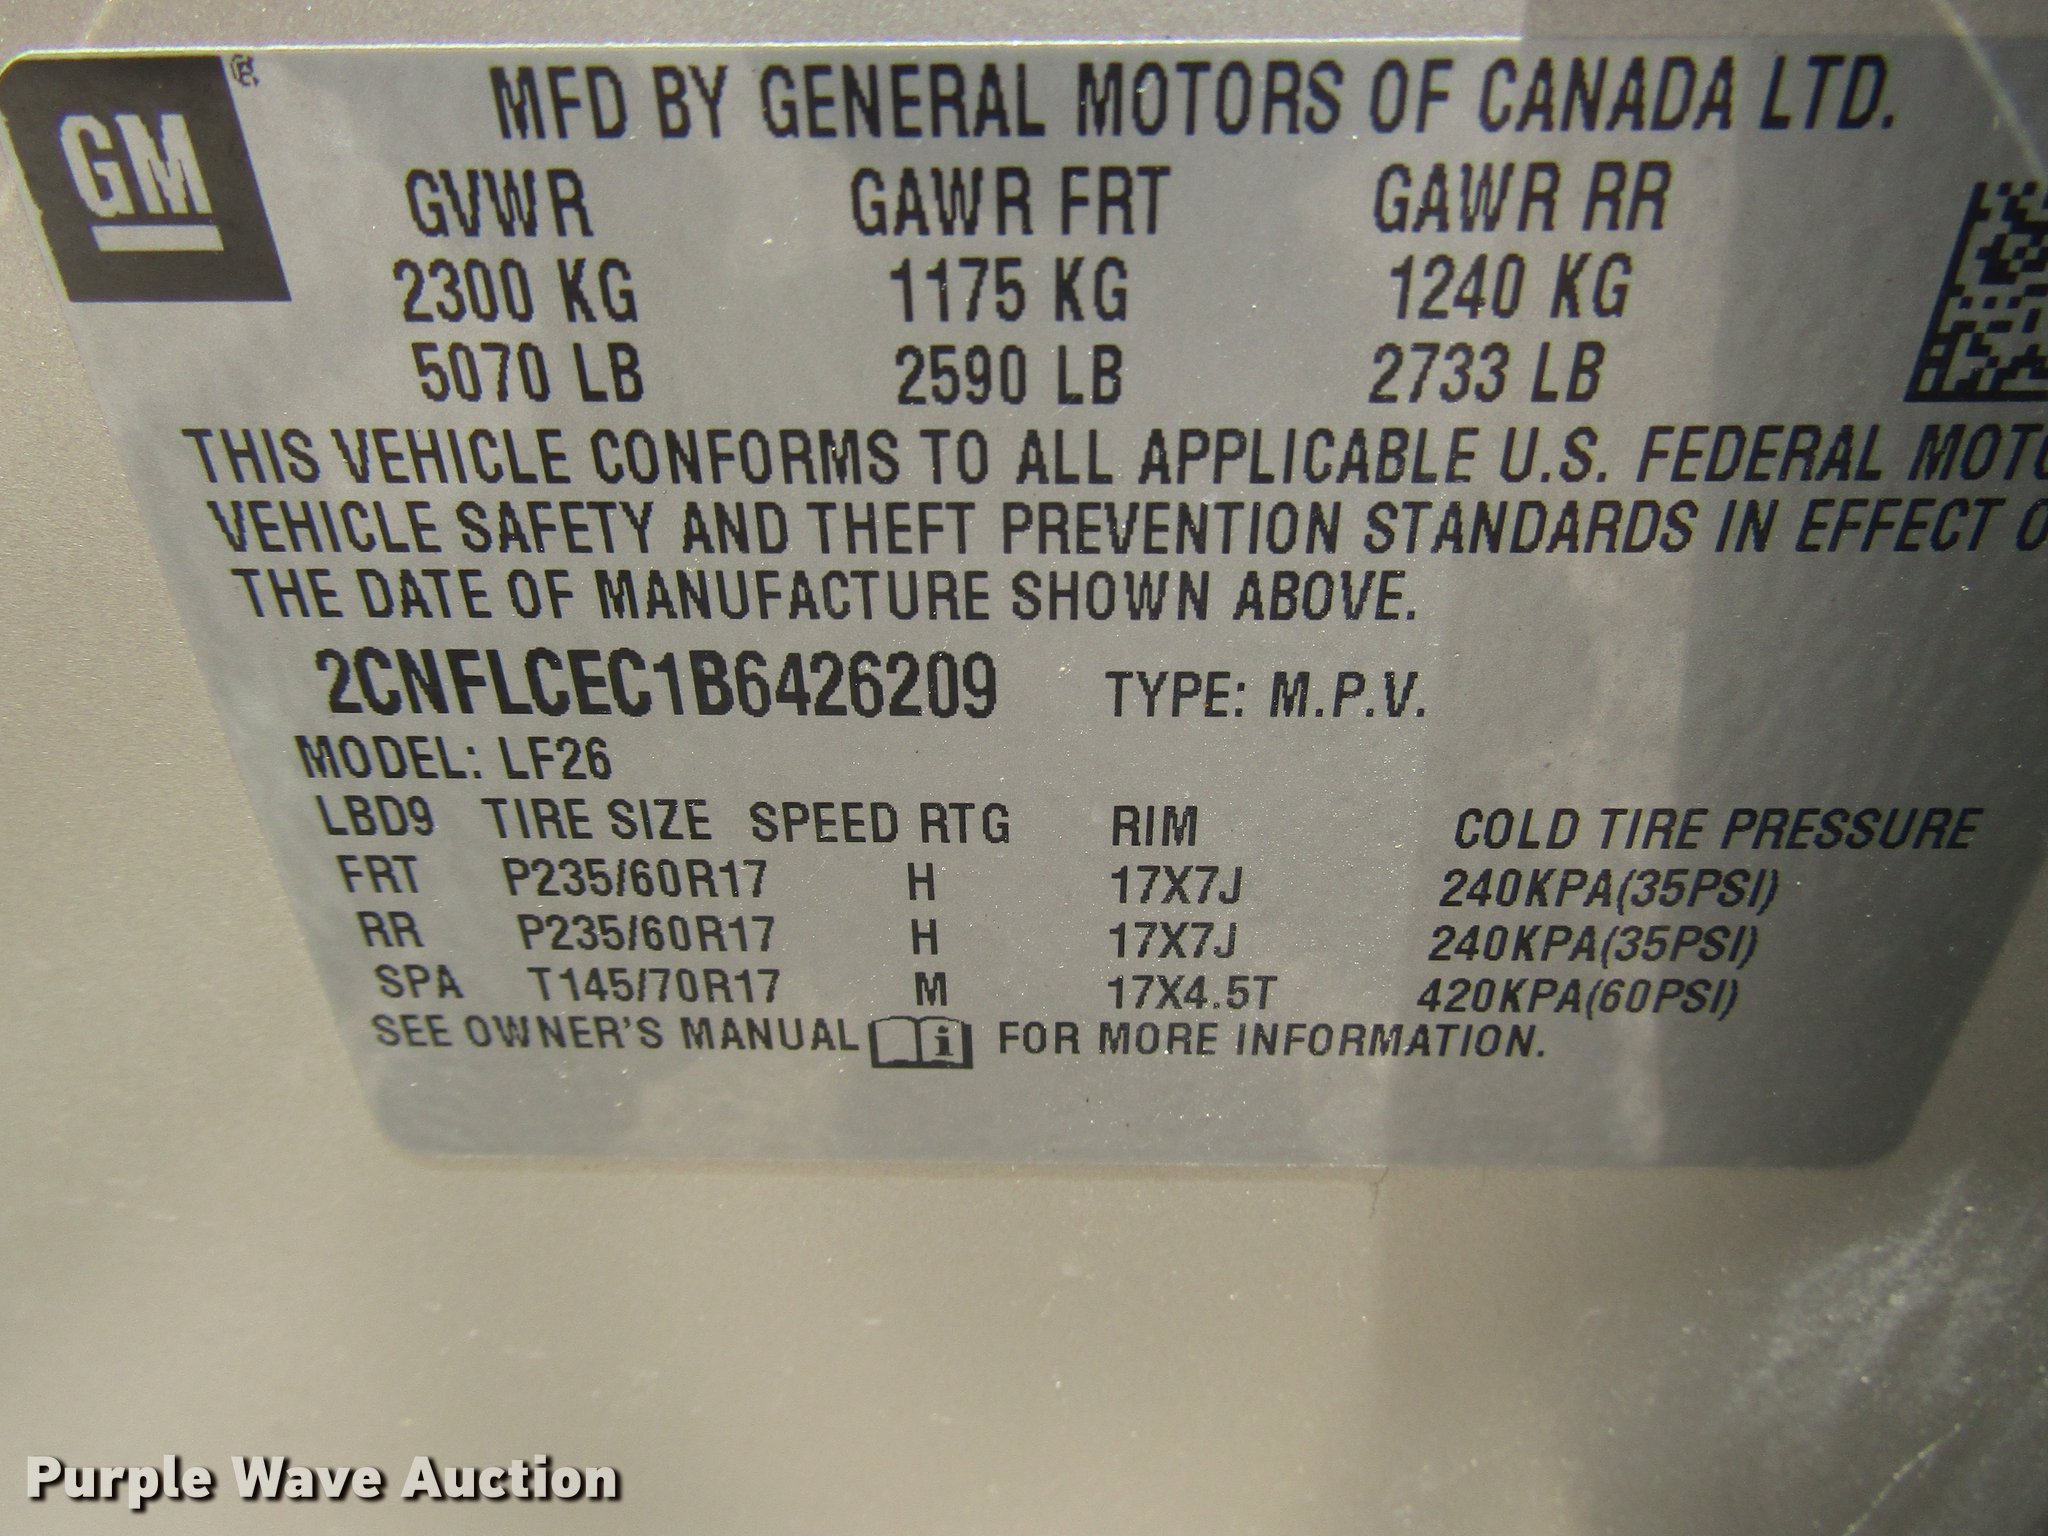 GM
MFD BY GENERAL MOTORS OF CANADA LTD.
GVWR GAWR FRT GAWR RR
2300 KG 1175 KG 1240 KG
5070 LB 2590 LB 2733 LB
THIS VEHICLE CONFORMS TO ALL APPLICABLE U.S. FEDERAL MOTO
VEHICLE SAFETY AND THEFT PREVENTION STANDARDS IN EFFECT O
THE DATE OF MANUFACTURE SHOWN ABOVE.
2CNFLCEC1B6426209 TYPE: M.P.V.
MODEL: LF26
LBD9 TIRE SIZE SPEED RTG RIM COLD TIRE PRESSURE
FRT P235/60R17 H 17X7J 240KPA(35PSI)
RR P235/60R17 H 17X7J 240KPA(35PSI)
SPA T145/70R17 M 17X4.5T 420KPA(60PSI)
SEE OWNER'S MANUAL i FOR MORE INFORMATION.
Purple Wave Auction